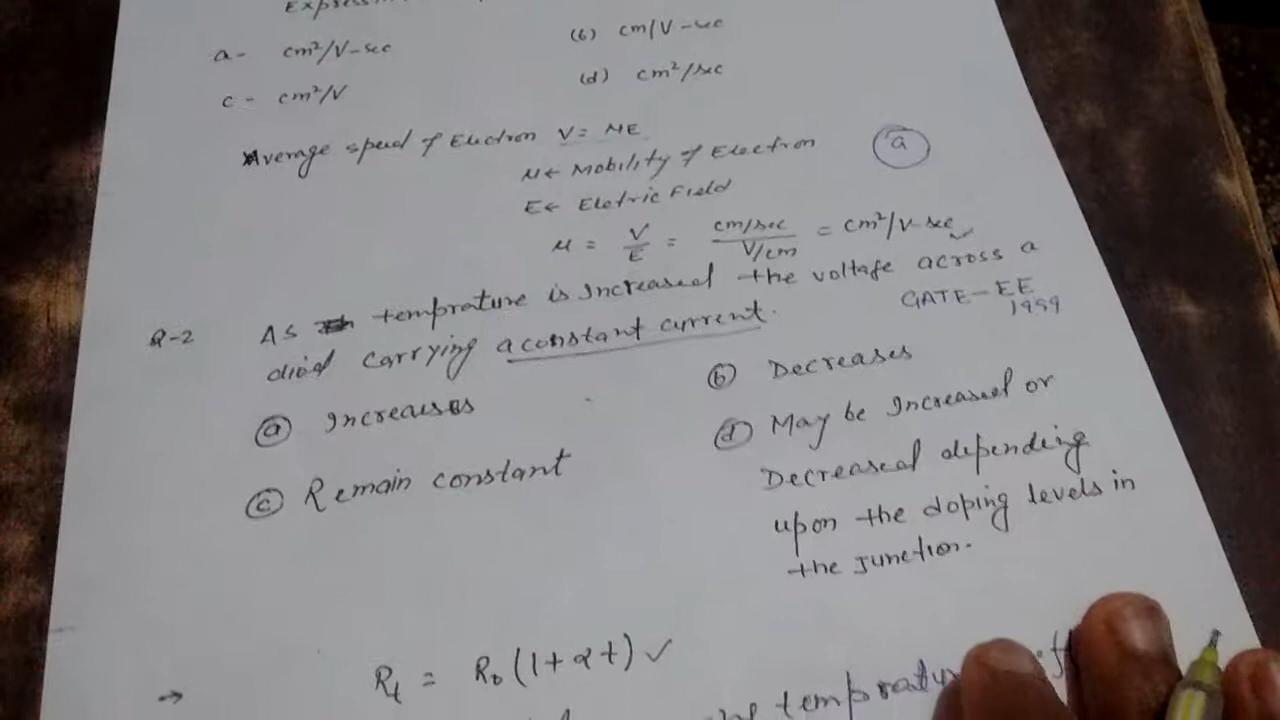 a- cm²/V-sec (b) cm/V-sec
c- cm²/V (d) cm²/sec
Average speed of Electron V = ME
M ← Mobility of Electron
E ← Eletric Field
a
M = V/E = cm/sec / V/cm = cm²/V-sec
Q-2 As temprature is Increased the voltage across a
diod carrying a constant current.
GATE-EE
1999
(a) Increases (b) Decreases
(c) Remain constant (d) May be Increased or
Decreased depending
upon the doping levels in
the junction.
→ Rt = R0 (1+αt) ✓
temprature